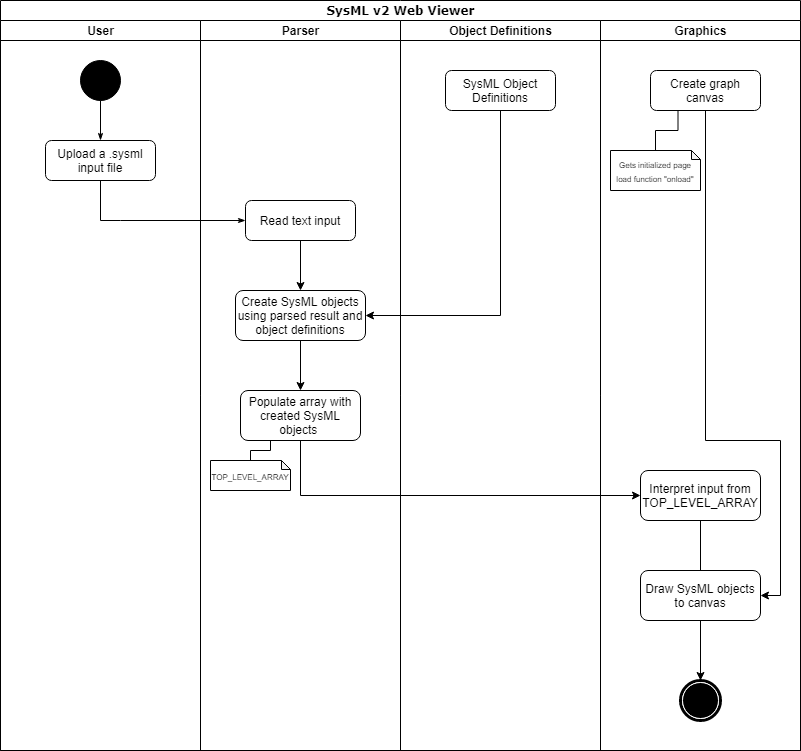 SysML v2 Web Viewer
User
Parser
Object Definitions
Graphics
Upload a .sysml
input file
SysML Object
Definitions
Create graph
canvas
Gets initialized page
load function "onload"
Read text input
Create SysML objects
using parsed result and
object definitions
Populate array with
created SysML
objects
TOP_LEVEL_ARRAY
Interpret input from
TOP_LEVEL_ARRAY
Draw SysML objects
to canvas